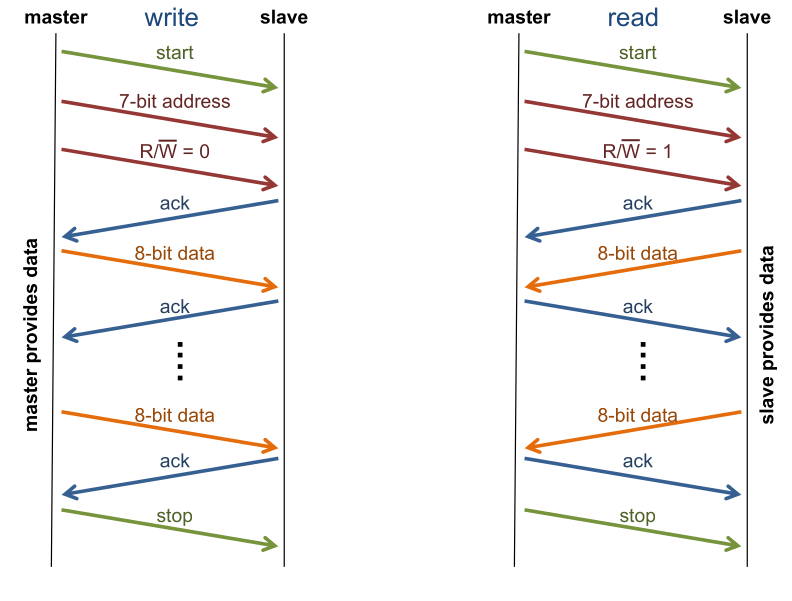 master write slave
start
7-bit address
R/W̅ = 0
ack
8-bit data
ack
8-bit data
ack
stop
master provides data
master read slave
start
7-bit address
R/W̅ = 1
ack
8-bit data
ack
8-bit data
ack
stop
slave provides data